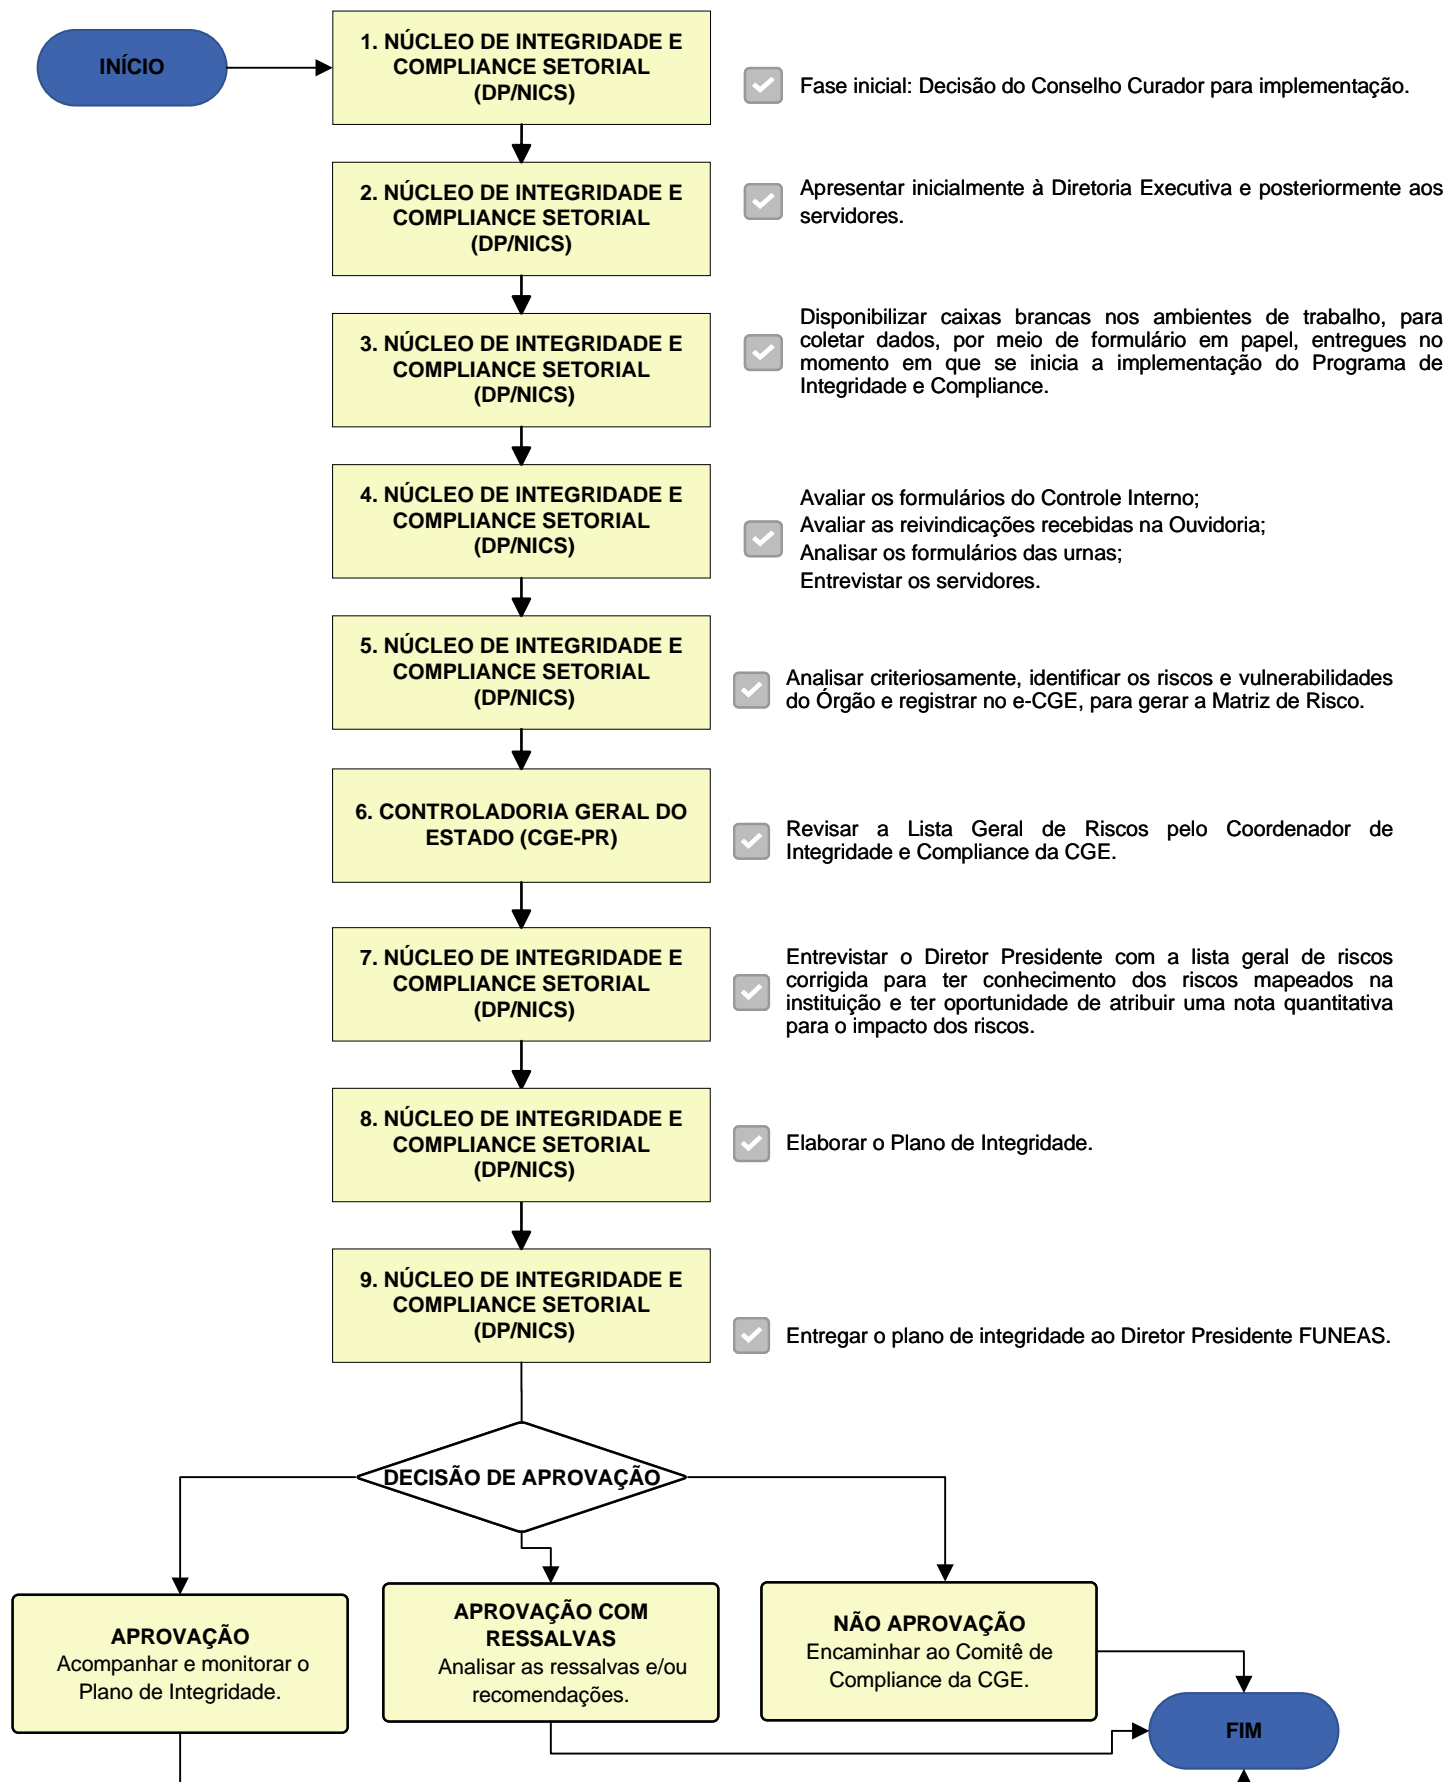 INÍCIO
1. NÚCLEO DE INTEGRIDADE E
COMPLIANCE SETORIAL
(DP/NICS)
Fase inicial: Decisão do Conselho Curador para implementação.
2. NÚCLEO DE INTEGRIDADE E
COMPLIANCE SETORIAL
(DP/NICS)
Apresentar inicialmente à Diretoria Executiva e posteriormente aos
servidores.
3. NÚCLEO DE INTEGRIDADE E
COMPLIANCE SETORIAL
(DP/NICS)
Disponibilizar caixas brancas nos ambientes de trabalho, para
coletar dados, por meio de formulário em papel, entregues no
momento em que se inicia a implementação do Programa de
Integridade e Compliance.
4. NÚCLEO DE INTEGRIDADE E
COMPLIANCE SETORIAL
(DP/NICS)
Avaliar os formulários do Controle Interno;
Avaliar as reivindicações recebidas na Ouvidoria;
Analisar os formulários das urnas;
Entrevistar os servidores.
5. NÚCLEO DE INTEGRIDADE E
COMPLIANCE SETORIAL
(DP/NICS)
Analisar criteriosamente, identificar os riscos e vulnerabilidades
do Órgão e registrar no e-CGE, para gerar a Matriz de Risco.
6. CONTROLADORIA GERAL DO
ESTADO (CGE-PR)
Revisar a Lista Geral de Riscos pelo Coordenador de
Integridade e Compliance da CGE.
7. NÚCLEO DE INTEGRIDADE E
COMPLIANCE SETORIAL
(DP/NICS)
Entrevistar o Diretor Presidente com a lista geral de riscos
corrigida para ter conhecimento dos riscos mapeados na
instituição e ter oportunidade de atribuir uma nota quantitativa
para o impacto dos riscos.
8. NÚCLEO DE INTEGRIDADE E
COMPLIANCE SETORIAL
(DP/NICS)
Elaborar o Plano de Integridade.
9. NÚCLEO DE INTEGRIDADE E
COMPLIANCE SETORIAL
(DP/NICS)
Entregar o plano de integridade ao Diretor Presidente FUNEAS.
DECISÃO DE APROVAÇÃO
APROVAÇÃO
Acompanhar e monitorar o
Plano de Integridade.
APROVAÇÃO COM
RESSALVAS
Analisar as ressalvas e/ou
recomendações.
NÃO APROVAÇÃO
Encaminhar ao Comitê de
Compliance da CGE.
FIM